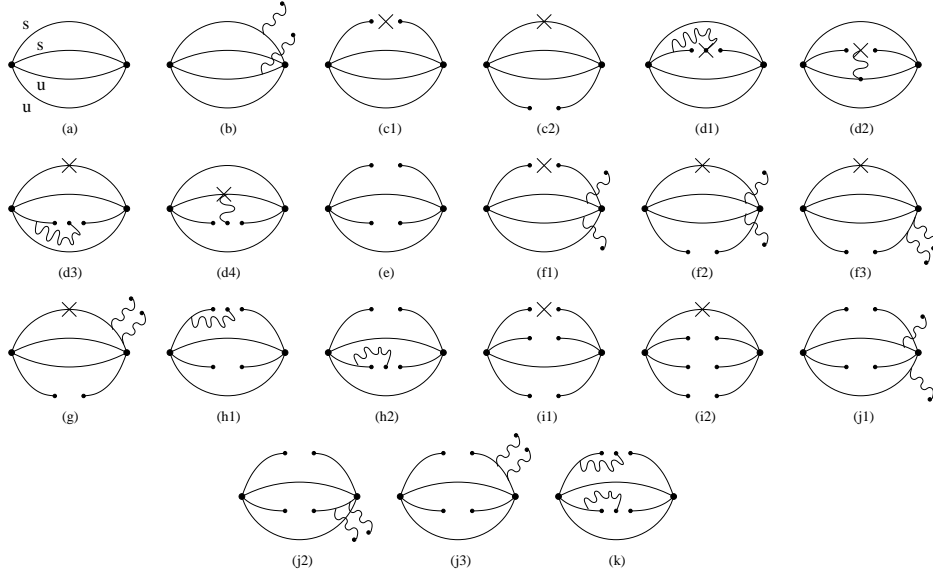 s
s
u
u
(a) (b) (c1) (c2) (d1) (d2)
(d3) (d4) (e) (f1) (f2) (f3)
(g) (h1) (h2) (i1) (i2) (j1)
(j2) (j3) (k)